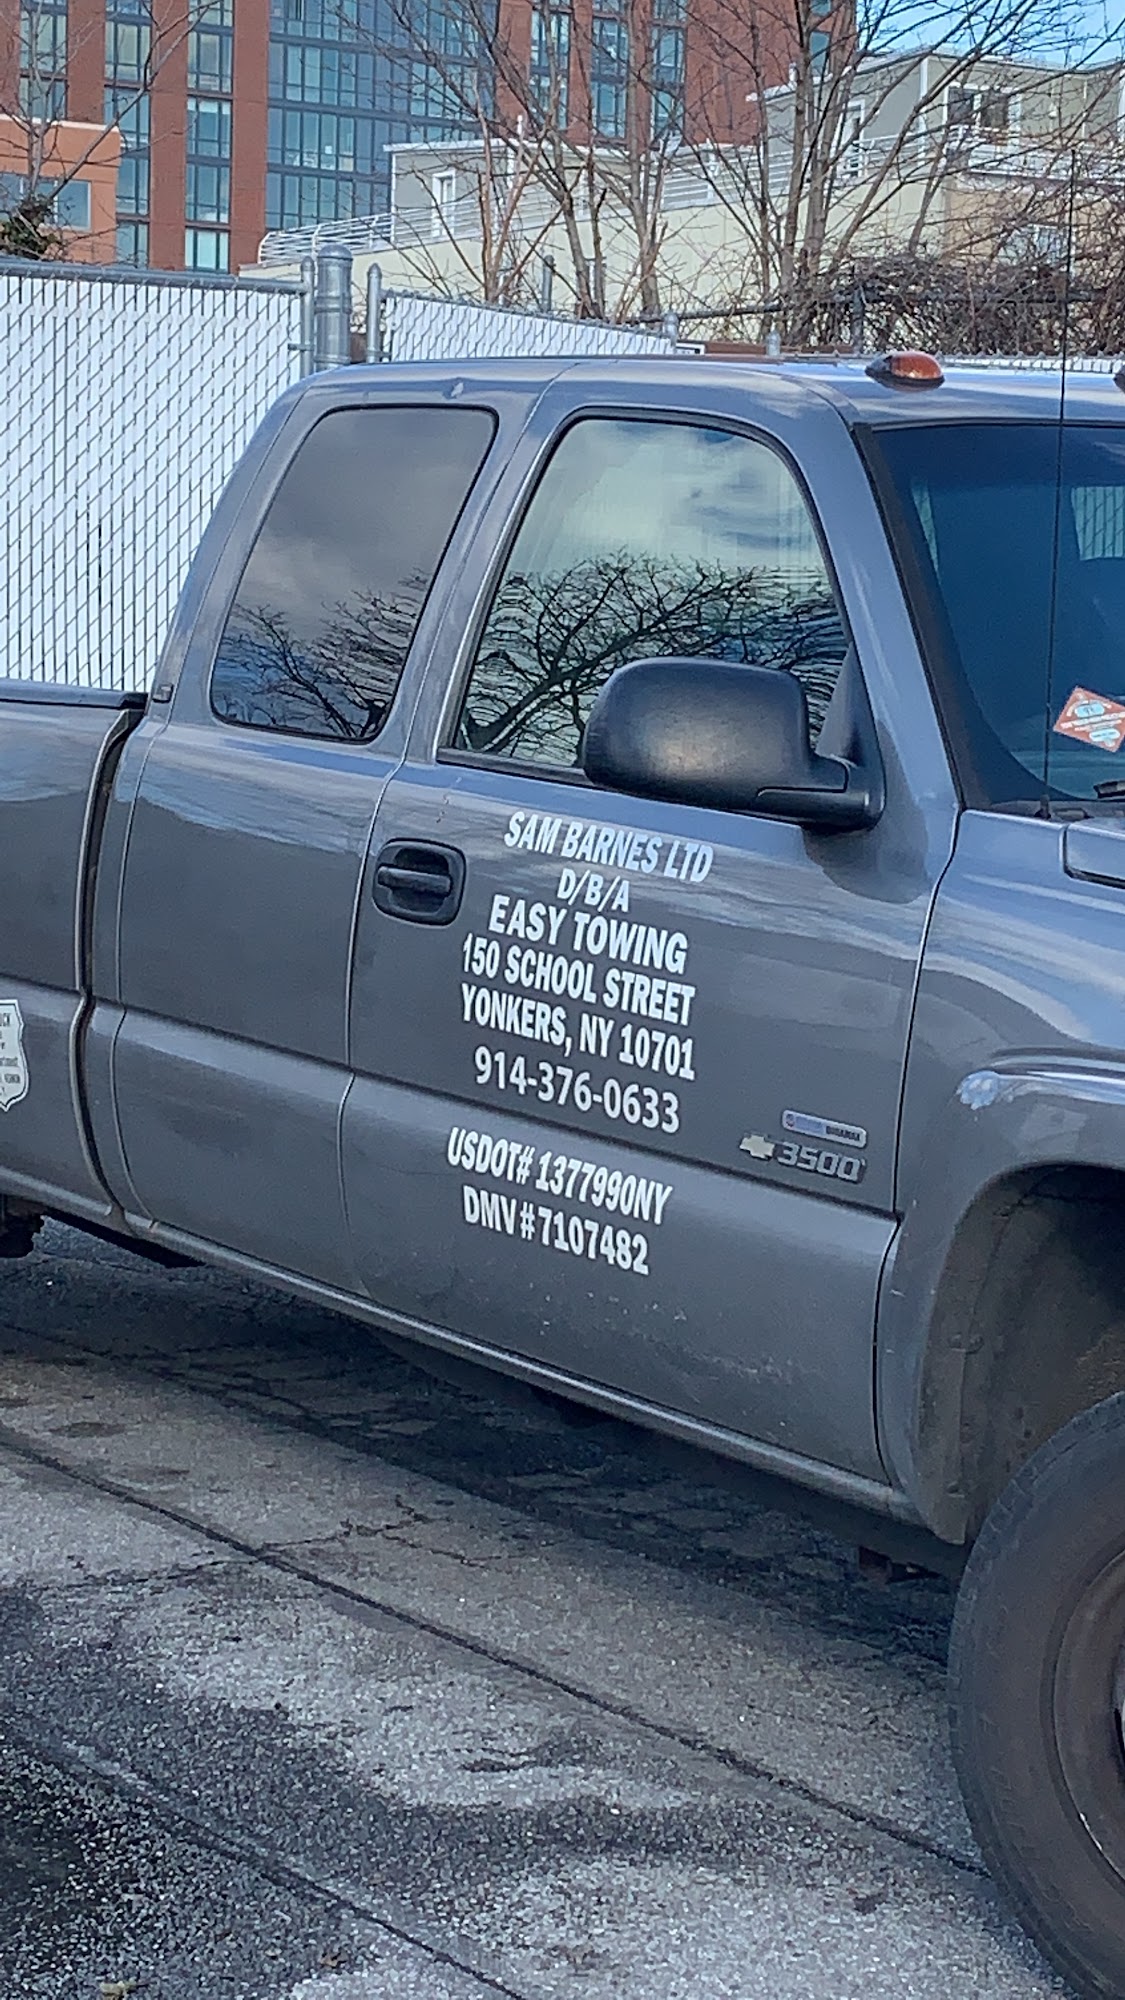 SAM BARNES LTD
D/B/A
EASY TOWING
150 SCHOOL STREET
YONKERS, NY 10701
914-376-0633
USDOT# 1377990NY
DMV#7107482
DURAMAX
3500